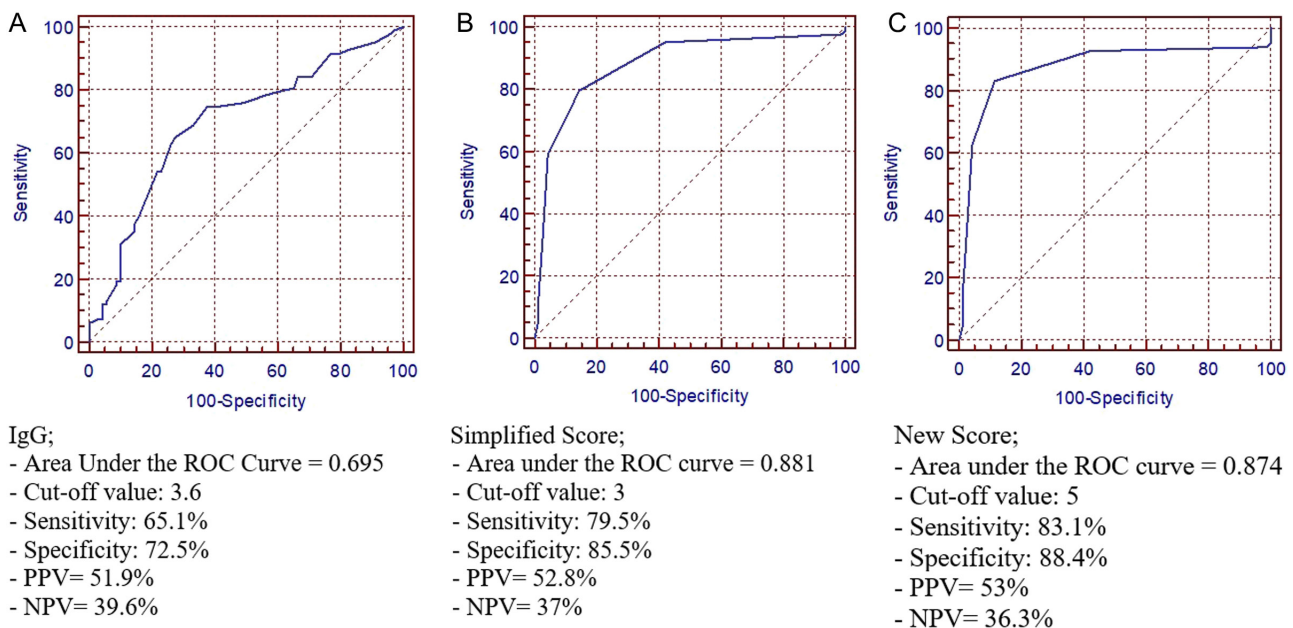 A
100
80
60
40
20
0
Sensitivity
0 20 40 60 80 100
100-Specificity
IgG;
- Area Under the ROC Curve = 0.695
- Cut-off value: 3.6
- Sensitivity: 65.1%
- Specificity: 72.5%
- PPV= 51.9%
- NPV= 39.6%
B
100
80
60
40
20
0
Sensitivity
0 20 40 60 80 100
100-Specificity
Simplified Score;
- Area under the ROC curve = 0.881
- Cut-off value: 3
- Sensitivity: 79.5%
- Specificity: 85.5%
- PPV= 52.8%
- NPV= 37%
C
100
80
60
40
20
0
Sensitivity
0 20 40 60 80 100
100-Specificity
New Score;
- Area under the ROC curve = 0.874
- Cut-off value: 5
- Sensitivity: 83.1%
- Specificity: 88.4%
- PPV= 53%
- NPV= 36.3%